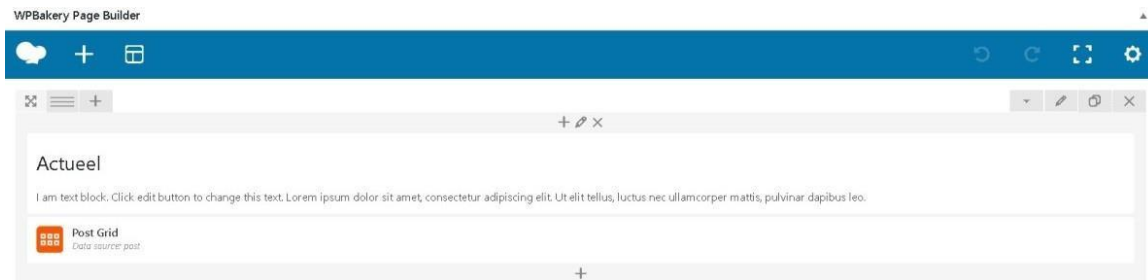 WPBakery Page Builder
Actueel
I am text block. Click edit button to change this text. Lorem ipsum dolor sit amet, consectetur adipiscing elit. Ut elit tellus, luctus nec ullamcorper mattis, pulvinar dapibus leo.
Post Grid
Data source: post